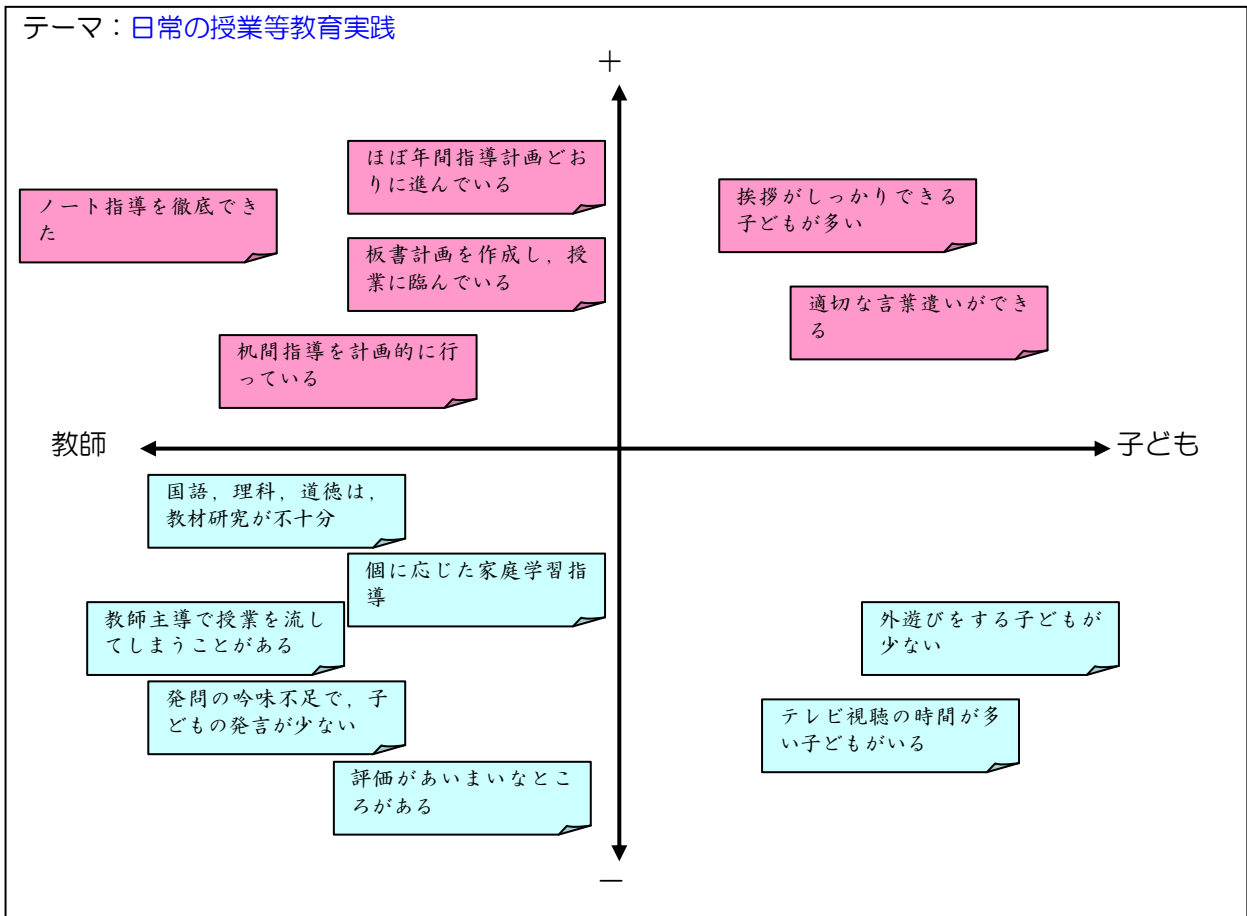 テーマ：日常の授業等教育実践
＋
ほぼ年間指導計画どお
りに進んでいる
ノート指導を徹底でき
た
挨拶がしっかりできる
子どもが多い
板書計画を作成し，授
業に臨んでいる
適切な言葉遣いができ
る
机間指導を計画的に行
っている
教師
子ども
国語，理科，道徳は，
教材研究が不十分
個に応じた家庭学習指
導
教師主導で授業を流し
てしまうことがある
外遊びをする子どもが
少ない
発問の吟味不足で，子
どもの発言が少ない
テレビ視聴の時間が多
い子どもがいる
評価があいまいなとこ
ろがある
－